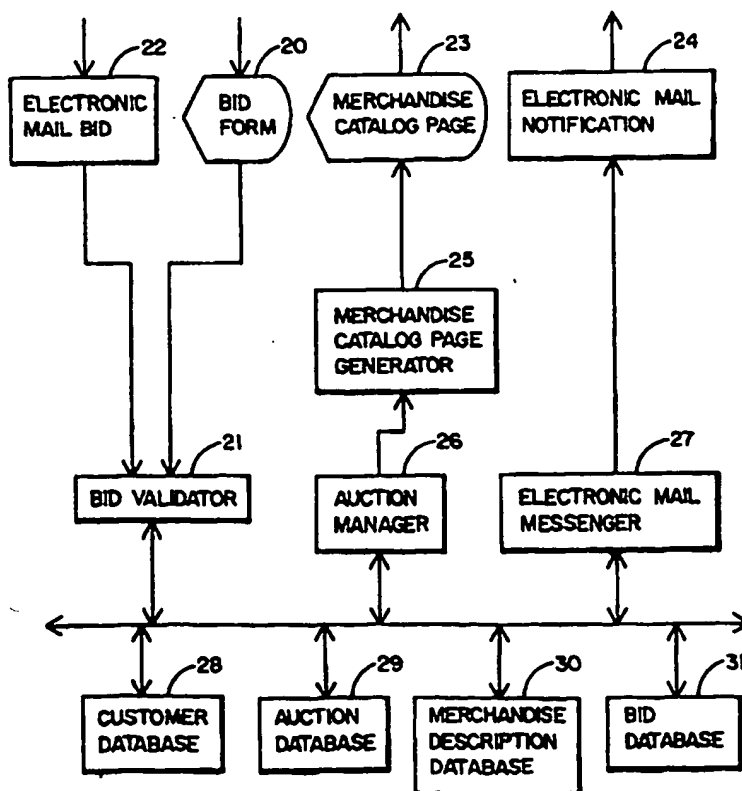 22
20
23
24
ELECTRONIC
MAIL BID
BID
FORM
MERCHANDISE
CATALOG PAGE
ELECTRONIC MAIL
NOTIFICATION
25
MERCHANDISE
CATALOG PAGE
GENERATOR
21
26
27
BID VALIDATOR
AUCTION
MANAGER
ELECTRONIC MAIL
MESSENGER
28
29
30
31
CUSTOMER
DATABASE
AUCTION
DATABASE
MERCHANDISE
DESCRIPTION
DATABASE
BID
DATABASE